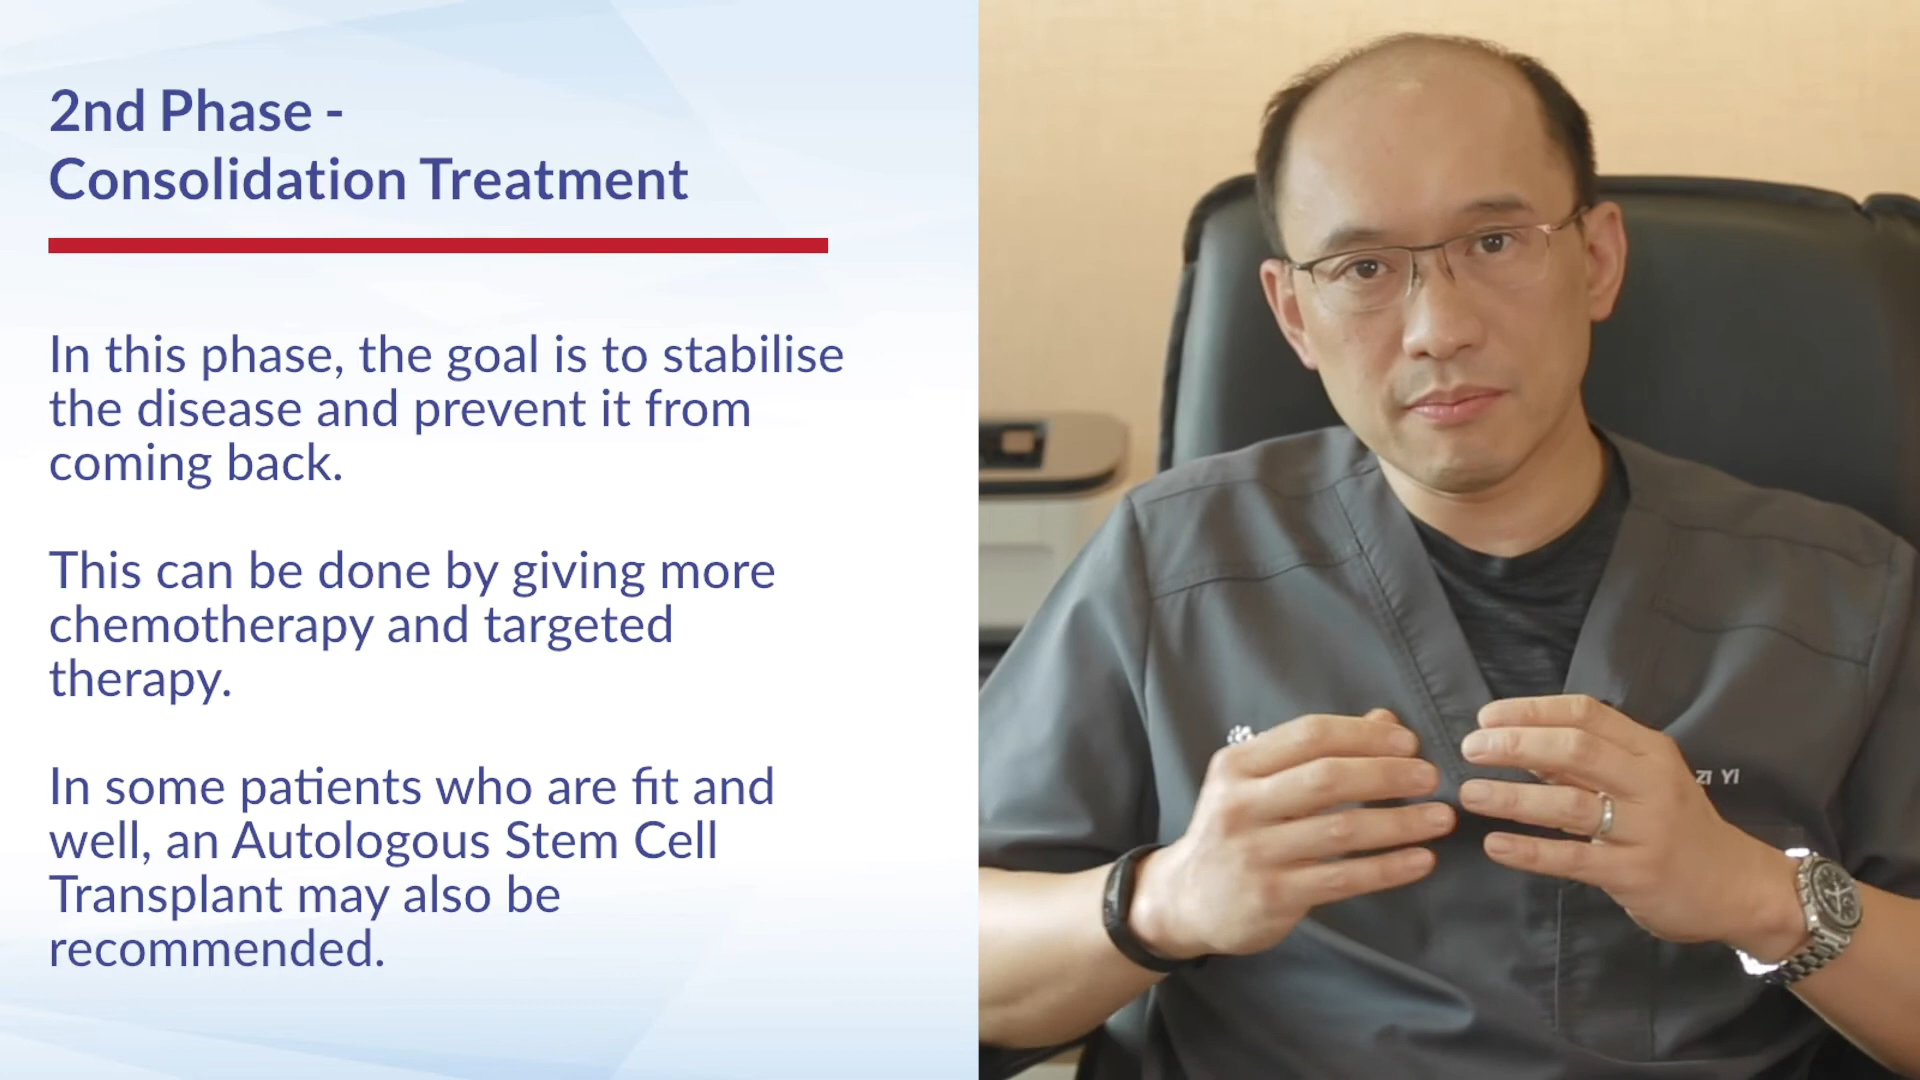 2nd Phase -
Consolidation Treatment
In this phase, the goal is to stabilise
the disease and prevent it from
coming back.
This can be done by giving more
chemotherapy and targeted
therapy.
In some patients who are fit and
well, an Autologous Stem Cell
Transplant may also be
recommended.
Zi Yi